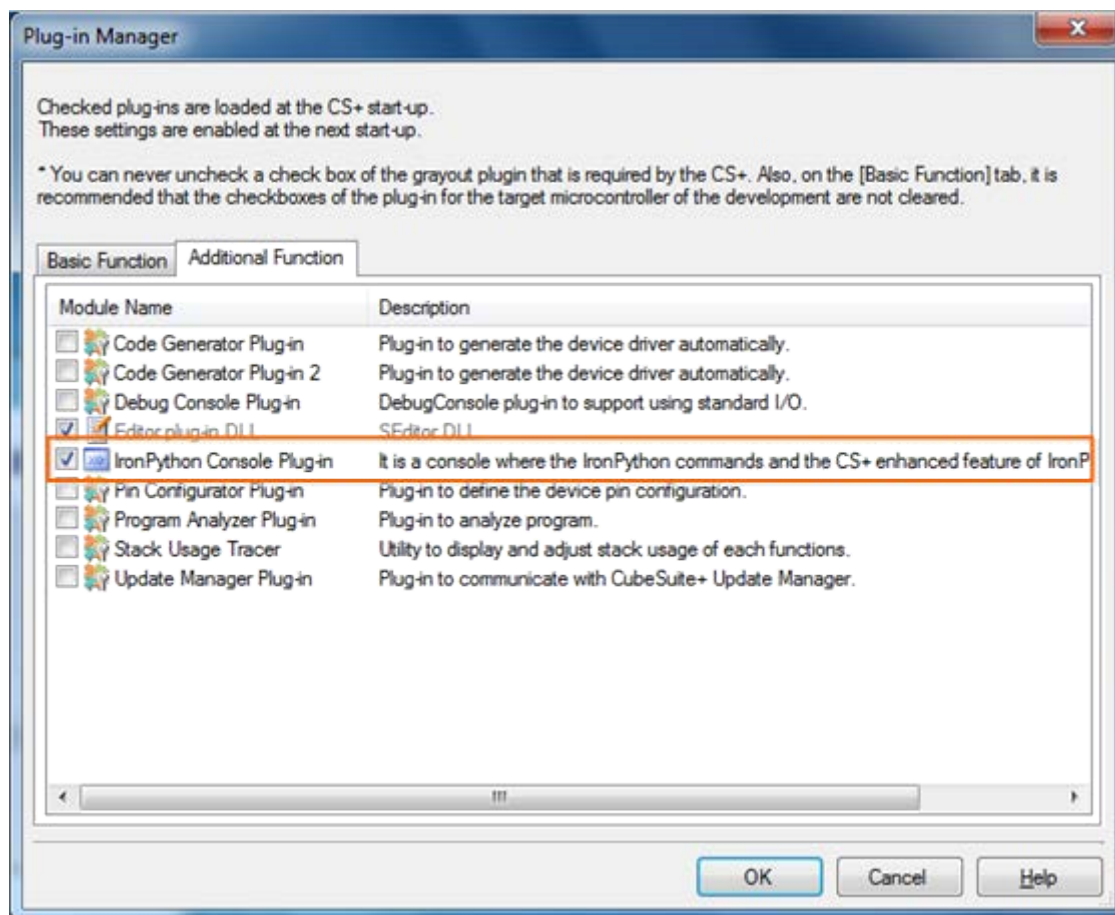 Plug-in Manager
Checked plug-ins are loaded at the CS+ start-up.
These settings are enabled at the next start-up.
* You can never uncheck a check box of the grayout plugin that is required by the CS+. Also, on the [Basic Function] tab, it is
recommended that the checkboxes of the plug-in for the target microcontroller of the development are not cleared.
Basic Function Additional Function
Module Name Description
Code Generator Plug-in Plug-in to generate the device driver automatically.
Code Generator Plug-in 2 Plug-in to generate the device driver automatically.
Debug Console Plug-in DebugConsole plug-in to support using standard I/O.
Editor plug-in DLL SEditor DLL
IronPython Console Plug-in It is a console where the IronPython commands and the CS+ enhanced feature of IronP
Pin Configurator Plug-in Plug-in to define the device pin configuration.
Program Analyzer Plug-in Plug-in to analyze program.
Stack Usage Tracer Utility to display and adjust stack usage of each functions.
Update Manager Plug-in Plug-in to communicate with CubeSuite+ Update Manager.
OK Cancel Help